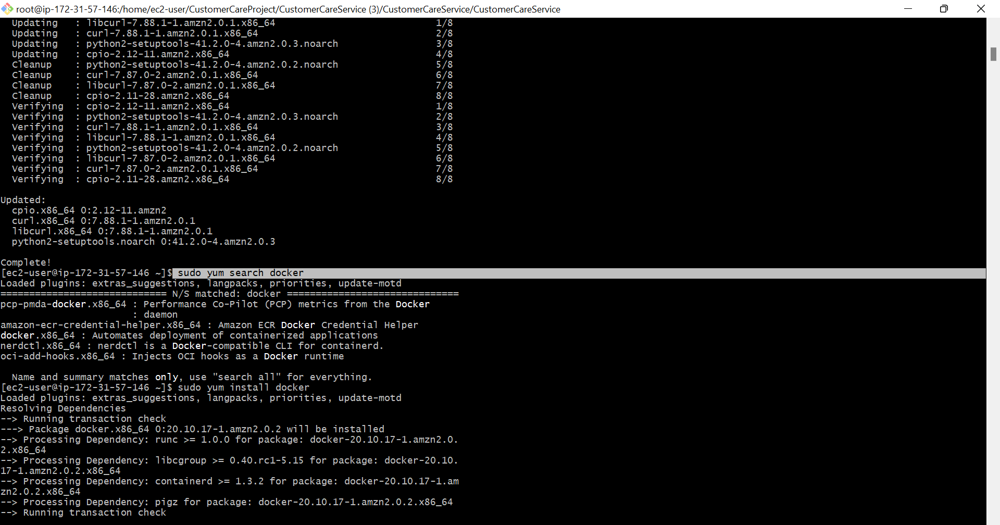 root@ip-172-31-57-146:/home/ec2-user/CustomerCareProject/CustomerCareService (3)/CustomerCareService/CustomerCareService
  Updating   : libcurl-7.88.1-1.amzn2.0.1.x86_64                            1/8
  Updating   : curl-7.88.1-1.amzn2.0.1.x86_64                               2/8
  Updating   : python2-setuptools-41.2.0-4.amzn2.0.3.noarch                 3/8
  Updating   : cpio-2.12-11.amzn2.x86_64                                    4/8
  Cleanup    : python2-setuptools-41.2.0-4.amzn2.0.2.noarch                 5/8
  Cleanup    : curl-7.87.0-2.amzn2.0.1.x86_64                               6/8
  Cleanup    : libcurl-7.87.0-2.amzn2.0.1.x86_64                            7/8
  Cleanup    : cpio-2.11-28.amzn2.x86_64                                    8/8
  Verifying  : cpio-2.12-11.amzn2.x86_64                                    1/8
  Verifying  : python2-setuptools-41.2.0-4.amzn2.0.3.noarch                 2/8
  Verifying  : curl-7.88.1-1.amzn2.0.1.x86_64                               3/8
  Verifying  : libcurl-7.88.1-1.amzn2.0.1.x86_64                            4/8
  Verifying  : python2-setuptools-41.2.0-4.amzn2.0.2.noarch                 5/8
  Verifying  : libcurl-7.87.0-2.amzn2.0.1.x86_64                            6/8
  Verifying  : curl-7.87.0-2.amzn2.0.1.x86_64                               7/8
  Verifying  : cpio-2.11-28.amzn2.x86_64                                    8/8

Updated:
  cpio.x86_64 0:2.12-11.amzn2
  curl.x86_64 0:7.88.1-1.amzn2.0.1
  libcurl.x86_64 0:7.88.1-1.amzn2.0.1
  python2-setuptools.noarch 0:41.2.0-4.amzn2.0.3

Complete!
[ec2-user@ip-172-31-57-146 ~]$ sudo yum search docker
Loaded plugins: extras_suggestions, langpacks, priorities, update-motd
============================= N/S matched: docker ==============================
pcp-pmda-docker.x86_64 : Performance Co-Pilot (PCP) metrics from the Docker
                       : daemon
amazon-ecr-credential-helper.x86_64 : Amazon ECR Docker Credential Helper
docker.x86_64 : Automates deployment of containerized applications
nerdctl.x86_64 : nerdctl is a Docker-compatible CLI for containerd.
oci-add-hooks.x86_64 : Injects OCI hooks as a Docker runtime

  Name and summary matches only, use "search all" for everything.
[ec2-user@ip-172-31-57-146 ~]$ sudo yum install docker
Loaded plugins: extras_suggestions, langpacks, priorities, update-motd
Resolving Dependencies
--> Running transaction check
---> Package docker.x86_64 0:20.10.17-1.amzn2.0.2 will be installed
--> Processing Dependency: runc >= 1.0.0 for package: docker-20.10.17-1.amzn2.0.
2.x86_64
--> Processing Dependency: libcgroup >= 0.40.rc1-5.15 for package: docker-20.10.
17-1.amzn2.0.2.x86_64
--> Processing Dependency: containerd >= 1.3.2 for package: docker-20.10.17-1.am
zn2.0.2.x86_64
--> Processing Dependency: pigz for package: docker-20.10.17-1.amzn2.0.2.x86_64
--> Running transaction check